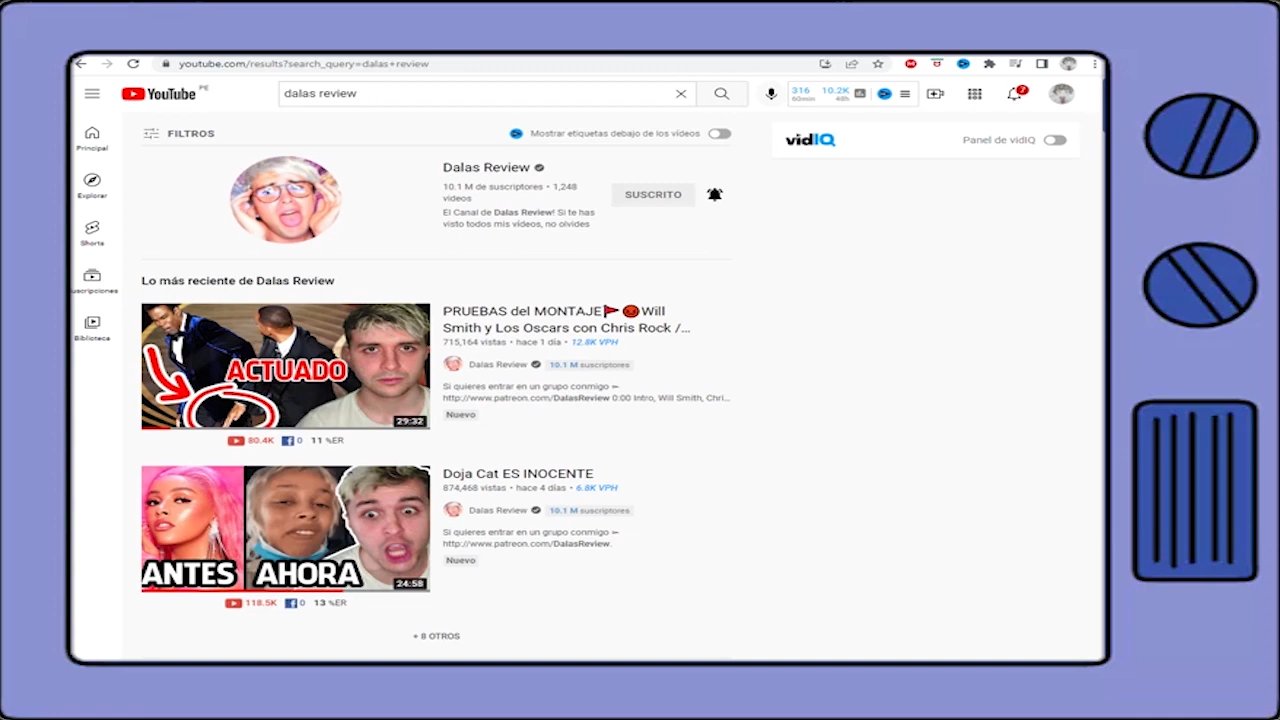 youtube.com/results?search_query=dalas+review
YouTube PE
dalas review
316
60min
10.2K
48h
7
FILTROS
Mostrar etiquetas debajo de los vídeos
vidIQ
Panel de vidIQ
Principal
Explorar
Shorts
uscripciones
Biblioteca
Dalas Review
10.1 M de suscriptores • 1,248
videos
El Canal de Dalas Review! Si te has
visto todos mis vídeos, no olvides
SUSCRITO
Lo más reciente de Dalas Review
ACTUADO
29:32
80.4K 0 11 %ER
PRUEBAS del MONTAJE🚩😡Will
Smith y Los Oscars con Chris Rock /...
715,164 vistas • hace 1 día • 12.8K VPH
Dalas Review 10.1 M suscriptores
Si quieres entrar en un grupo conmigo ➳
http://www.patreon.com/DalasReview 0:00 Intro, Will Smith, Chri...
Nuevo
ANTES AHORA
24:58
118.5K 0 13 %ER
Doja Cat ES INOCENTE
874,468 vistas • hace 4 días • 6.8K VPH
Dalas Review 10.1 M suscriptores
Si quieres entrar en un grupo conmigo ➳
http://www.patreon.com/DalasReview.
Nuevo
+ 8 OTROS